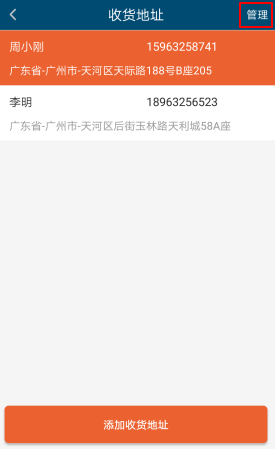 收货地址 管理
周小刚 15963258741
广东省-广州市-天河区天际路188号B座205
李明 18963256523
广东省-广州市-天河区后街玉林路天利城58A座
添加收货地址